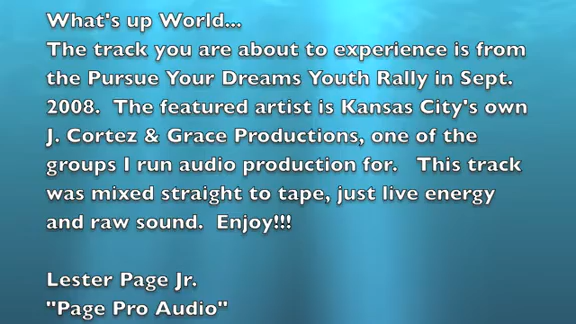 What's up World...
The track you are about to experience is from
the Pursue Your Dreams Youth Rally in Sept.
2008.  The featured artist is Kansas City's own
J. Cortez & Grace Productions, one of the
groups I run audio production for.   This track
was mixed straight to tape, just live energy
and raw sound.  Enjoy!!!

Lester Page Jr.
"Page Pro Audio"